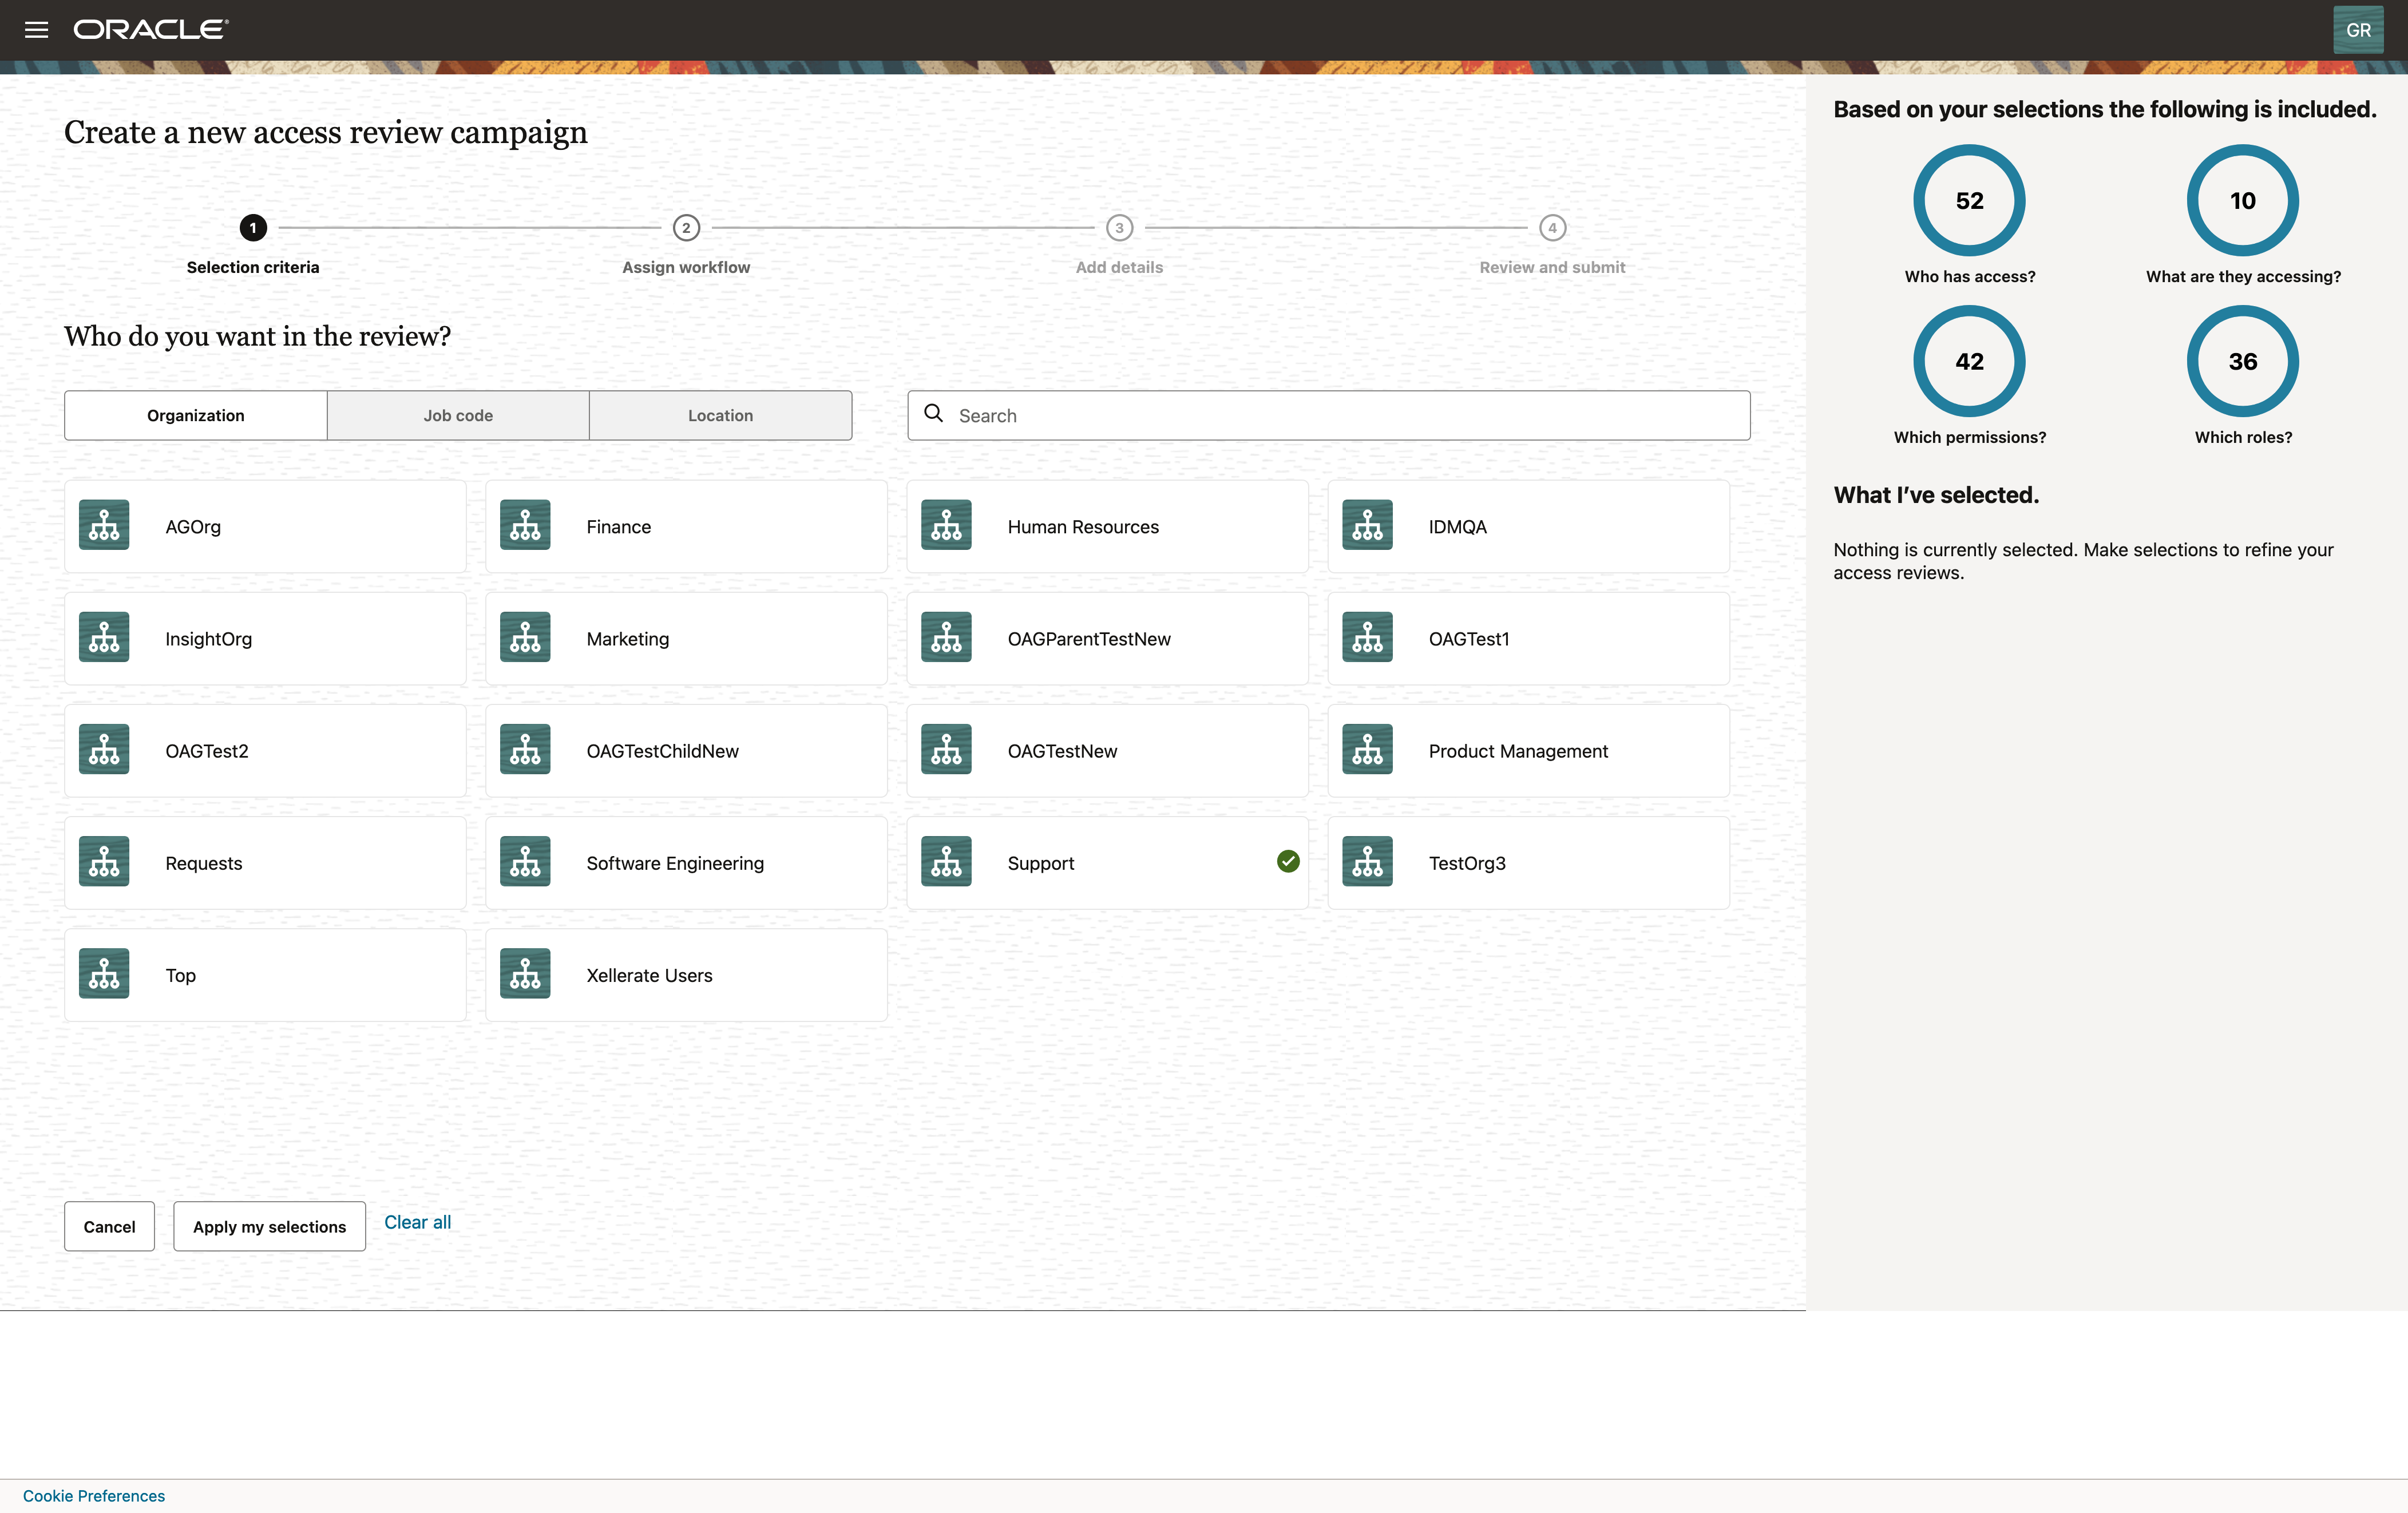 ORACLE
GR
Create a new access review campaign
1
2
3
4
Selection criteria
Assign workflow
Add details
Review and submit
Who do you want in the review?
Organization
Job code
Location
Search
AGOrg
Finance
Human Resources
IDMQA
InsightOrg
Marketing
OAGParentTestNew
OAGTest1
OAGTest2
OAGTestChildNew
OAGTestNew
Product Management
Requests
Software Engineering
Support
TestOrg3
Top
Xellerate Users
Cancel
Apply my selections
Clear all
Based on your selections the following is included.
52
Who has access?
10
What are they accessing?
42
Which permissions?
36
Which roles?
What I’ve selected.
Nothing is currently selected. Make selections to refine your
access reviews.
Cookie Preferences